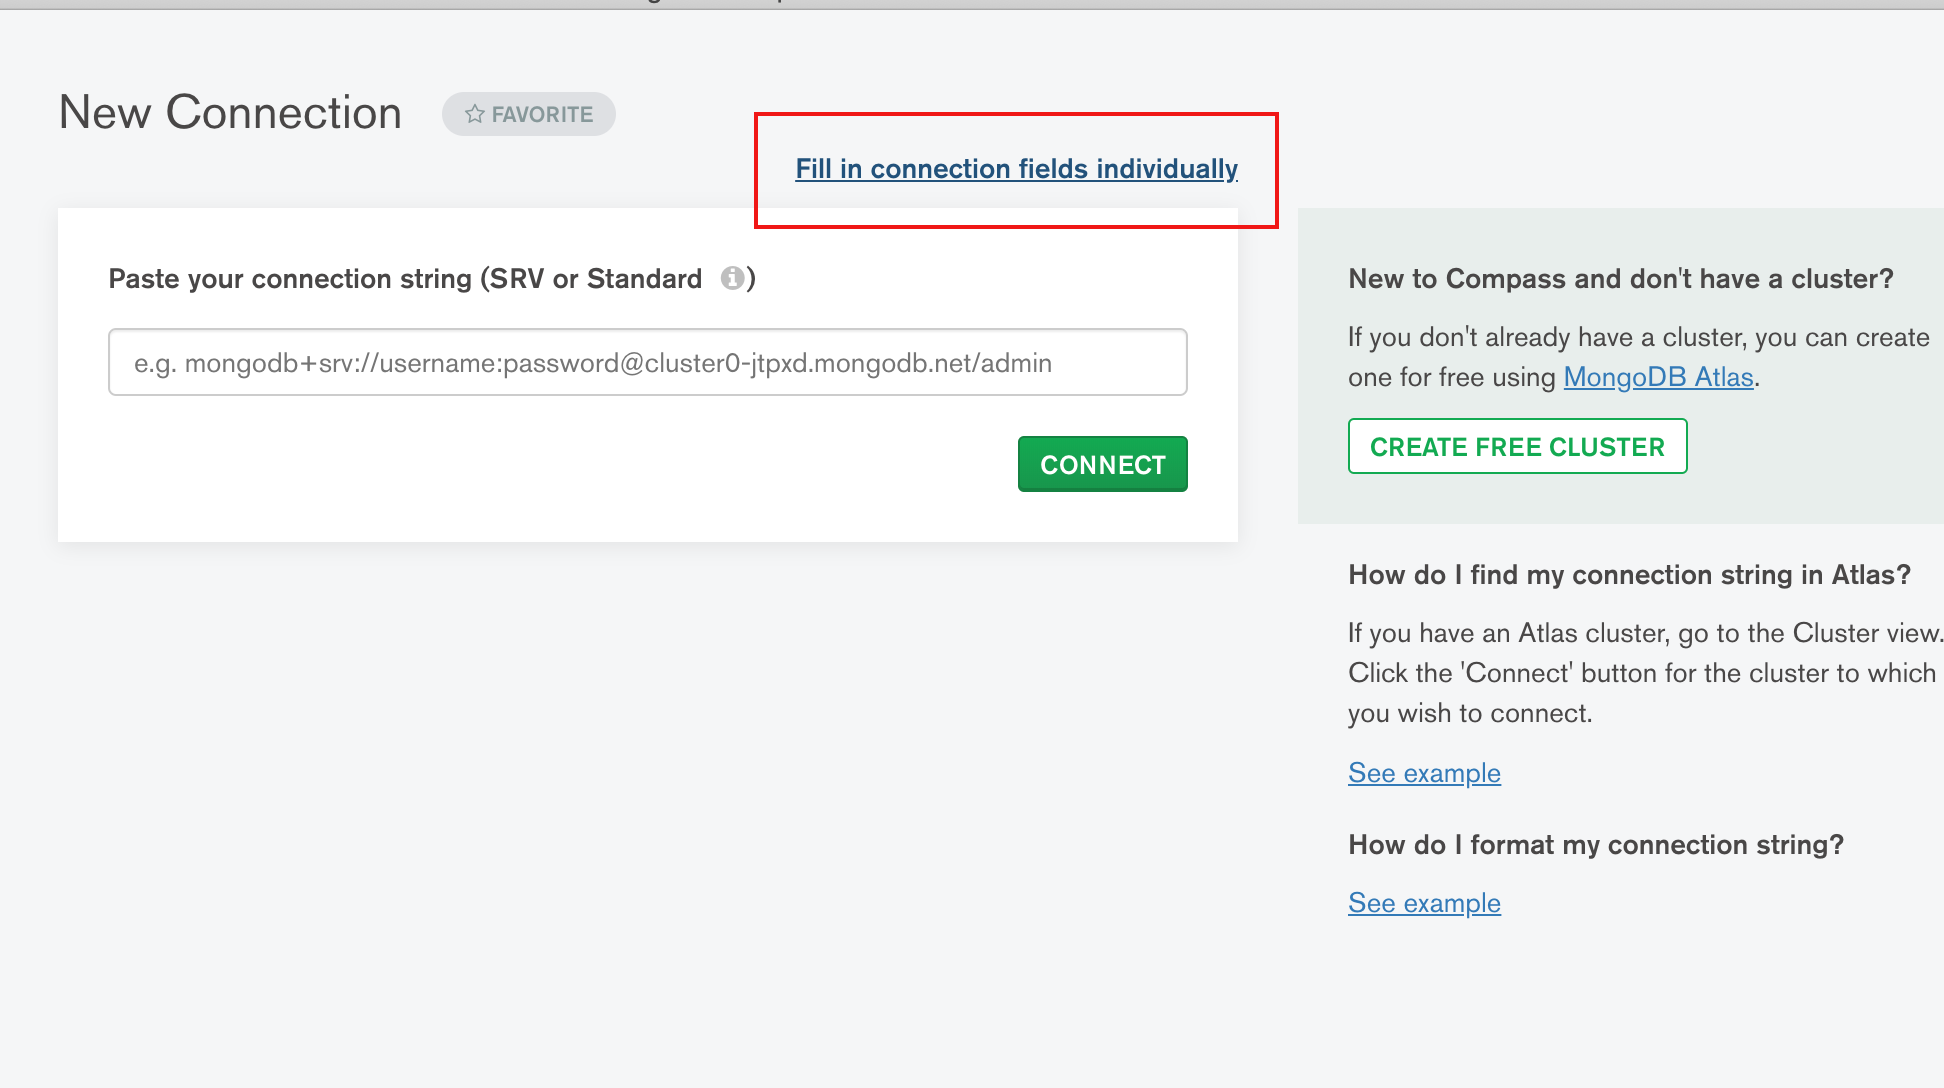 New Connection
FAVORITE
Fill in connection fields individually
Paste your connection string (SRV or Standard )
e.g. mongodb+srv://username:password@cluster0-jtpxd.mongodb.net/admin
CONNECT
New to Compass and don't have a cluster?
If you don't already have a cluster, you can create
one for free using MongoDB Atlas.
CREATE FREE CLUSTER
How do I find my connection string in Atlas?
If you have an Atlas cluster, go to the Cluster view.
Click the 'Connect' button for the cluster to which
you wish to connect.
See example
How do I format my connection string?
See example